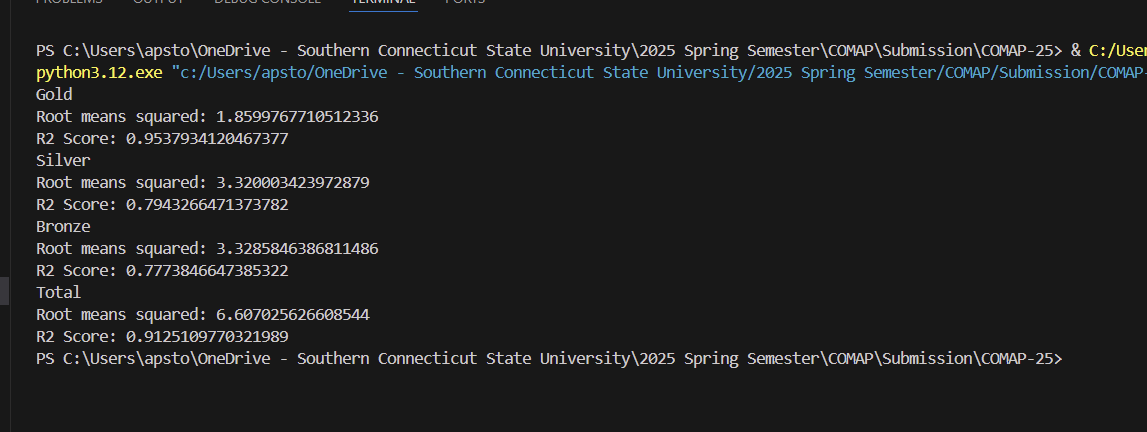 PROBLEMS OUTPUT DEBUG CONSOLE TERMINAL PORTS
PS C:\Users\apsto\OneDrive - Southern Connecticut State University\2025 Spring Semester\COMAP\Submission\COMAP-25> & C:/User
python3.12.exe "c:/Users/apsto/OneDrive - Southern Connecticut State University/2025 Spring Semester/COMAP/Submission/COMAP-
Gold
Root means squared: 1.8599767710512336
R2 Score: 0.9537934120467377
Silver
Root means squared: 3.320003423972879
R2 Score: 0.7943266471373782
Bronze
Root means squared: 3.3285846386811486
R2 Score: 0.7773846647385322
Total
Root means squared: 6.607025626608544
R2 Score: 0.9125109770321989
PS C:\Users\apsto\OneDrive - Southern Connecticut State University\2025 Spring Semester\COMAP\Submission\COMAP-25>